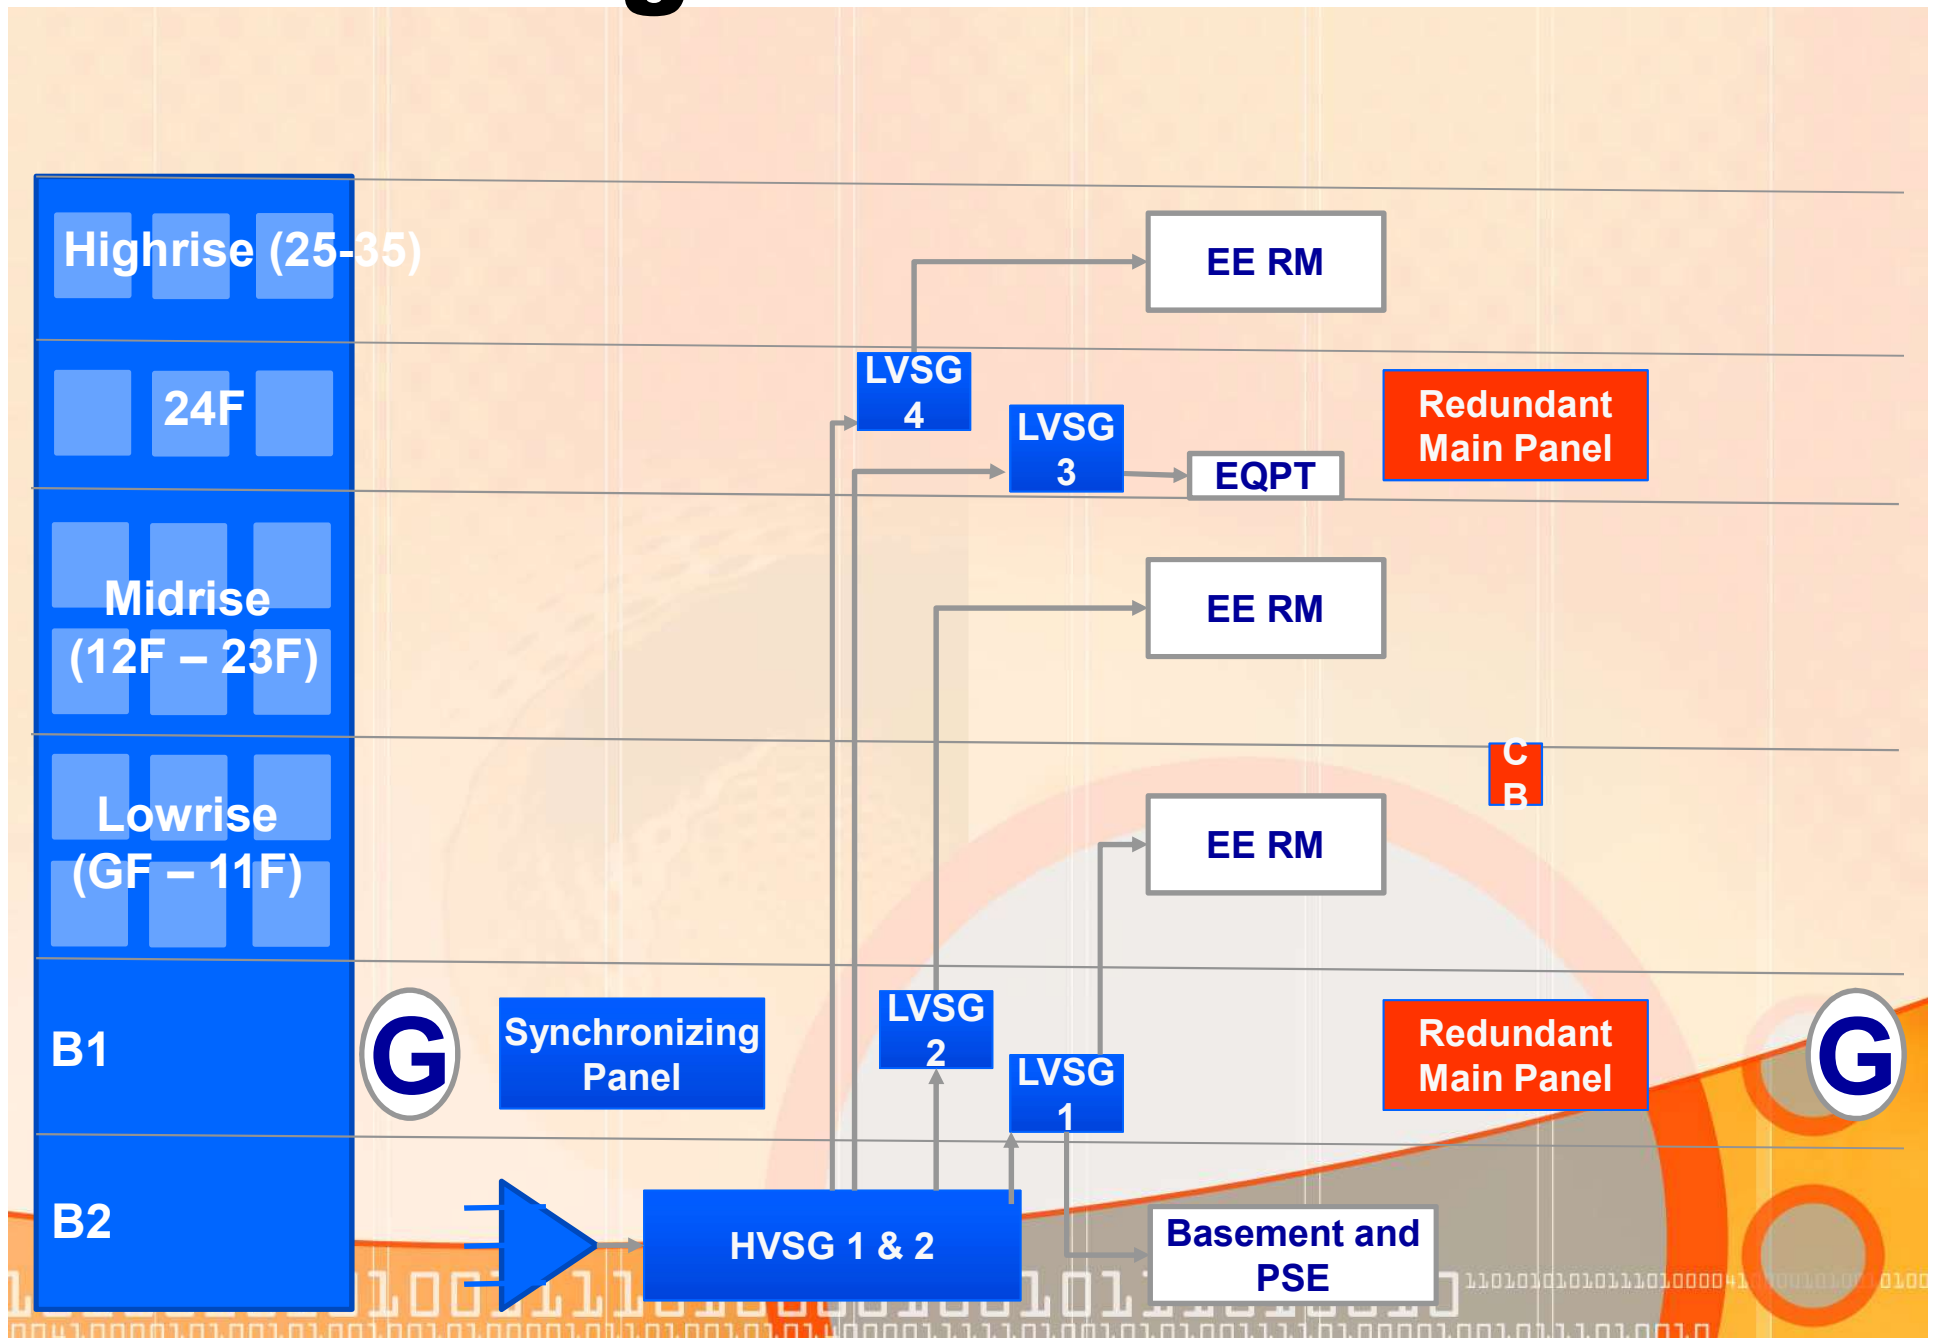 g
Highrise (25-35)
EE RM
LVSG
4
24F
LVSG
3
EQPT
Redundant
Main Panel
Midrise
(12F – 23F)
EE RM
C
B
Lowrise
(GF – 11F)
EE RM
B1
G
Synchronizing
Panel
LVSG
2
LVSG
1
Redundant
Main Panel
G
B2
HVSG 1 & 2
Basement and
PSE